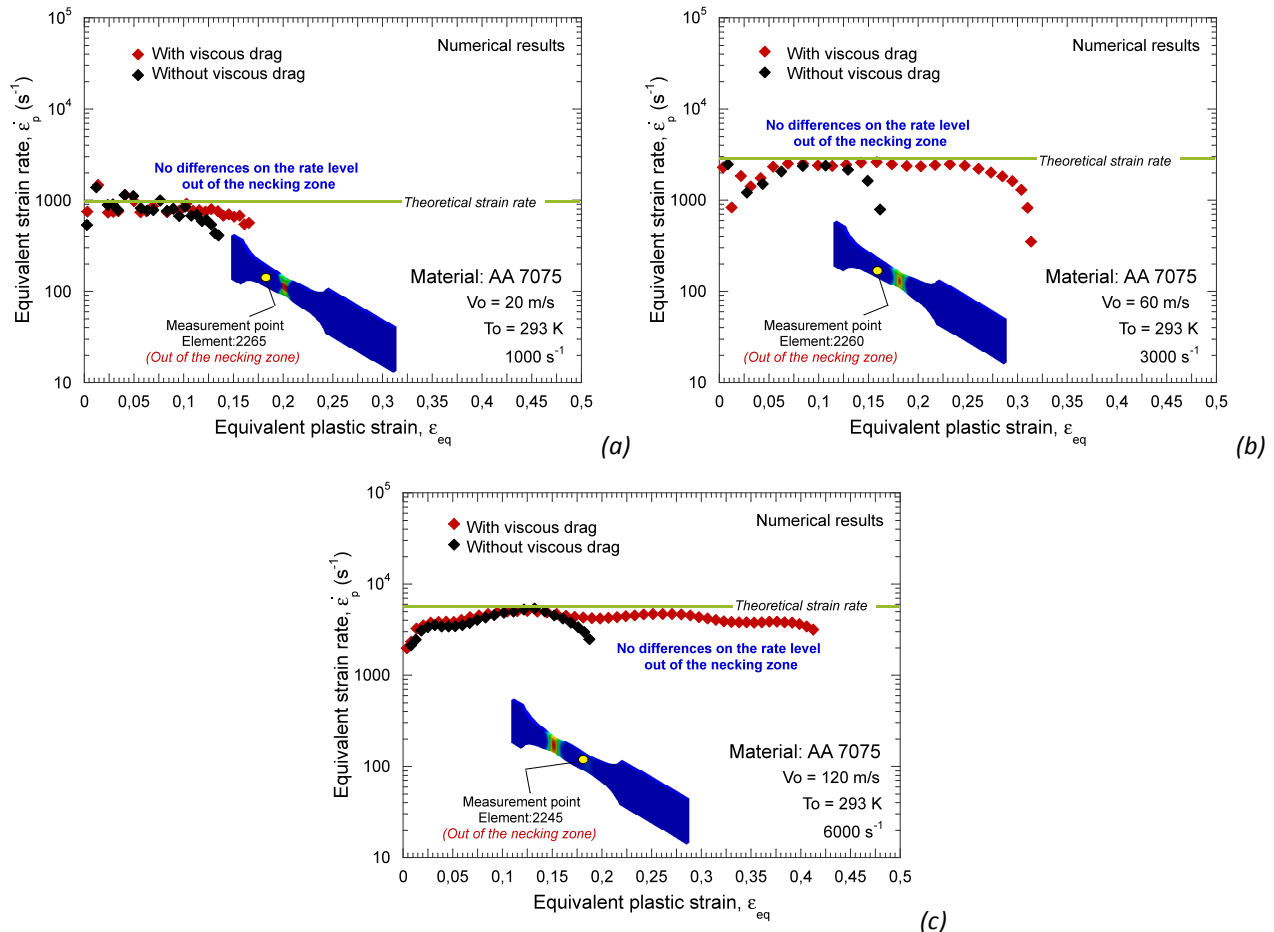 10^5
10^4
1000
100
10
Equivalent strain rate, ε̇_p (s^-1)
With viscous drag
Without viscous drag
Numerical results
No differences on the rate level
out of the necking zone
Theoretical strain rate
Measurement point
Element:2265
(Out of the necking zone)
Material: AA 7075
Vo = 20 m/s
To = 293 K
1000 s^-1
0 0,05 0,1 0,15 0,2 0,25 0,3 0,35 0,4 0,45 0,5
Equivalent plastic strain, ε_eq
(a)
10^5
10^4
1000
100
10
Equivalent strain rate, ε̇_p (s^-1)
With viscous drag
Without viscous drag
Numerical results
No differences on the rate level
out of the necking zone
Theoretical strain rate
Measurement point
Element:2260
(Out of the necking zone)
Material: AA 7075
Vo = 60 m/s
To = 293 K
3000 s^-1
0 0,05 0,1 0,15 0,2 0,25 0,3 0,35 0,4 0,45 0,5
Equivalent plastic strain, ε_eq
(b)
10^5
10^4
1000
100
10
Equivalent strain rate, ε̇_p (s^-1)
With viscous drag
Without viscous drag
Numerical results
Theoretical strain rate
No differences on the rate level
out of the necking zone
Measurement point
Element:2245
(Out of the necking zone)
Material: AA 7075
Vo = 120 m/s
To = 293 K
6000 s^-1
0 0,05 0,1 0,15 0,2 0,25 0,3 0,35 0,4 0,45 0,5
Equivalent plastic strain, ε_eq
(c)